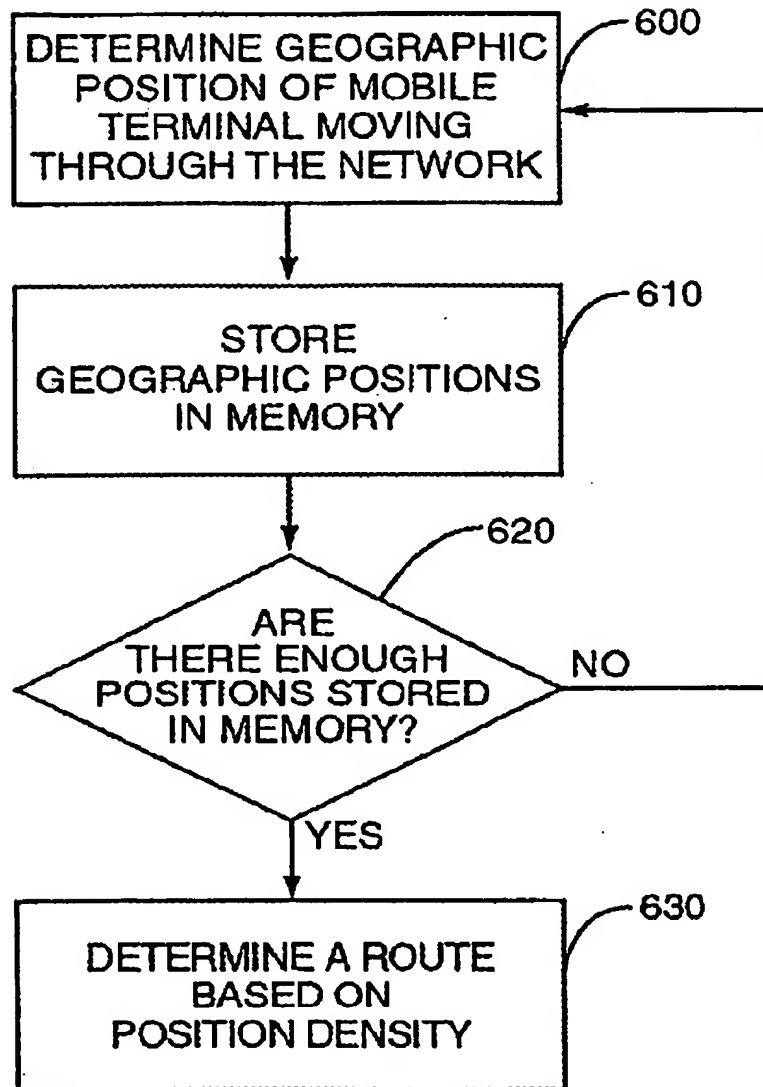 600
DETERMINE GEOGRAPHIC
POSITION OF MOBILE
TERMINAL MOVING
THROUGH THE NETWORK
610
STORE
GEOGRAPHIC POSITIONS
IN MEMORY
620
ARE
THERE ENOUGH
POSITIONS STORED
IN MEMORY?
NO
YES
630
DETERMINE A ROUTE
BASED ON
POSITION DENSITY